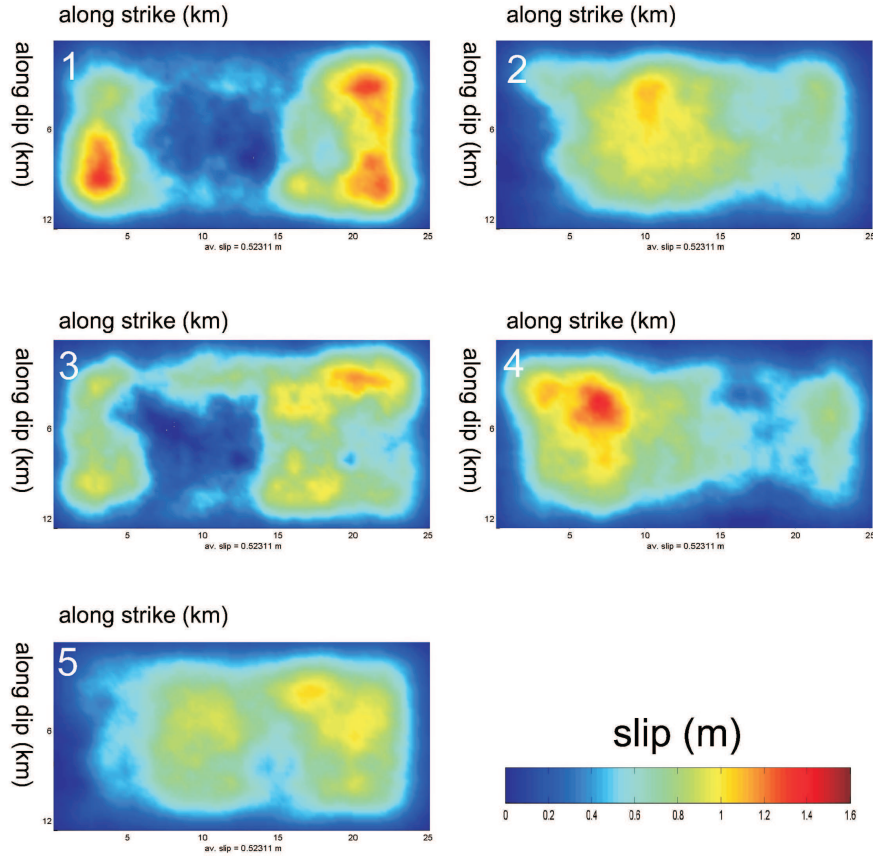 along strike (km)
along dip (km)
1
6
12
5 10 15 20 25
av. slip = 0.52311 m
along strike (km)
along dip (km)
2
6
12
5 10 15 20 25
av. slip = 0.52311 m
along strike (km)
along dip (km)
3
6
12
5 10 15 20 25
av. slip = 0.52311 m
along strike (km)
along dip (km)
4
6
12
5 10 15 20 25
av. slip = 0.52311 m
along strike (km)
along dip (km)
5
6
12
5 10 15 20 25
av. slip = 0.52311 m
slip (m)
0 0.2 0.4 0.6 0.8 1 1.2 1.4 1.6